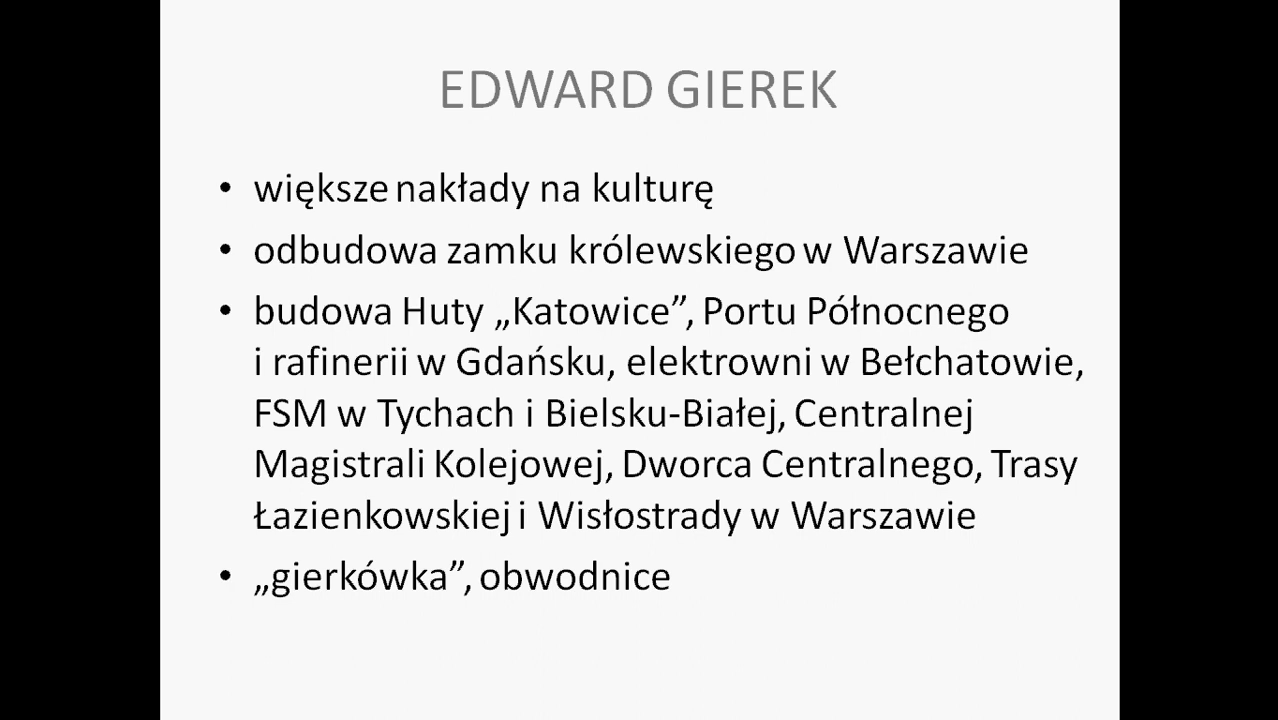 EDWARD GIEREK
• większe nakłady na kulturę
• odbudowa zamku królewskiego w Warszawie
• budowa Huty „Katowice”, Portu Północnego
i rafinerii w Gdańsku, elektrowni w Bełchatowie,
FSM w Tychach i Bielsku-Białej, Centralnej
Magistrali Kolejowej, Dworca Centralnego, Trasy
Łazienkowskiej i Wisłostrady w Warszawie
• „gierkówka”, obwodnice